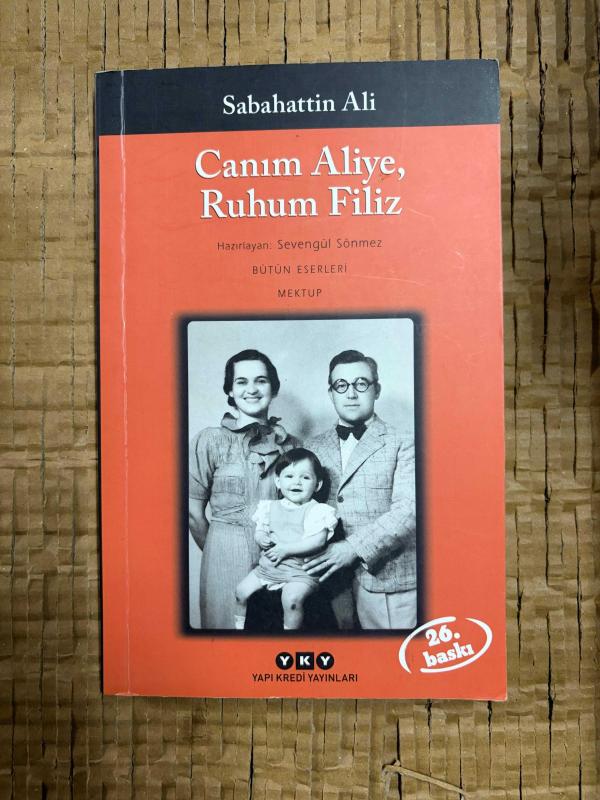 Sabahattin Ali
Canım Aliye,
Ruhum Filiz
Hazırlayan: Sevengül Sönmez
BÜTÜN ESERLERİ
MEKTUP
26.
baskı
YKY
YAPI KREDİ YAYINLARI